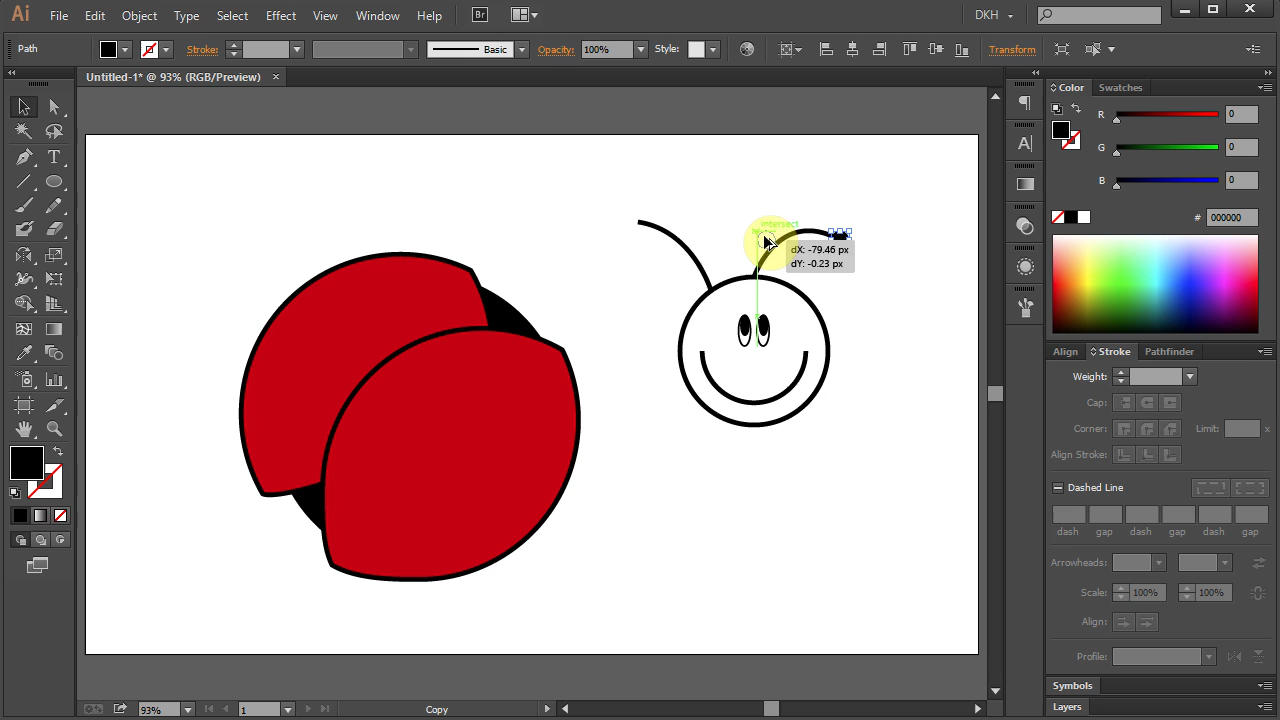 Ai File Edit Object Type Select Effect View Window Help Br DKH
Path Stroke: Basic Opacity: 100% Style: Transform
Untitled-1* @ 93% (RGB/Preview) ×
Color Swatches
R 0
G 0
B 0
# 000000
intersect
dX: -79.46 px
dY: -0.23 px
Align Stroke Pathfinder
Weight:
Cap:
Corner: Limit: x
Align Stroke:
Dashed Line
dash gap dash gap dash gap
Arrowheads:
Scale: 100% 100%
Align:
Profile:
Symbols
Layers
93% 1 Copy